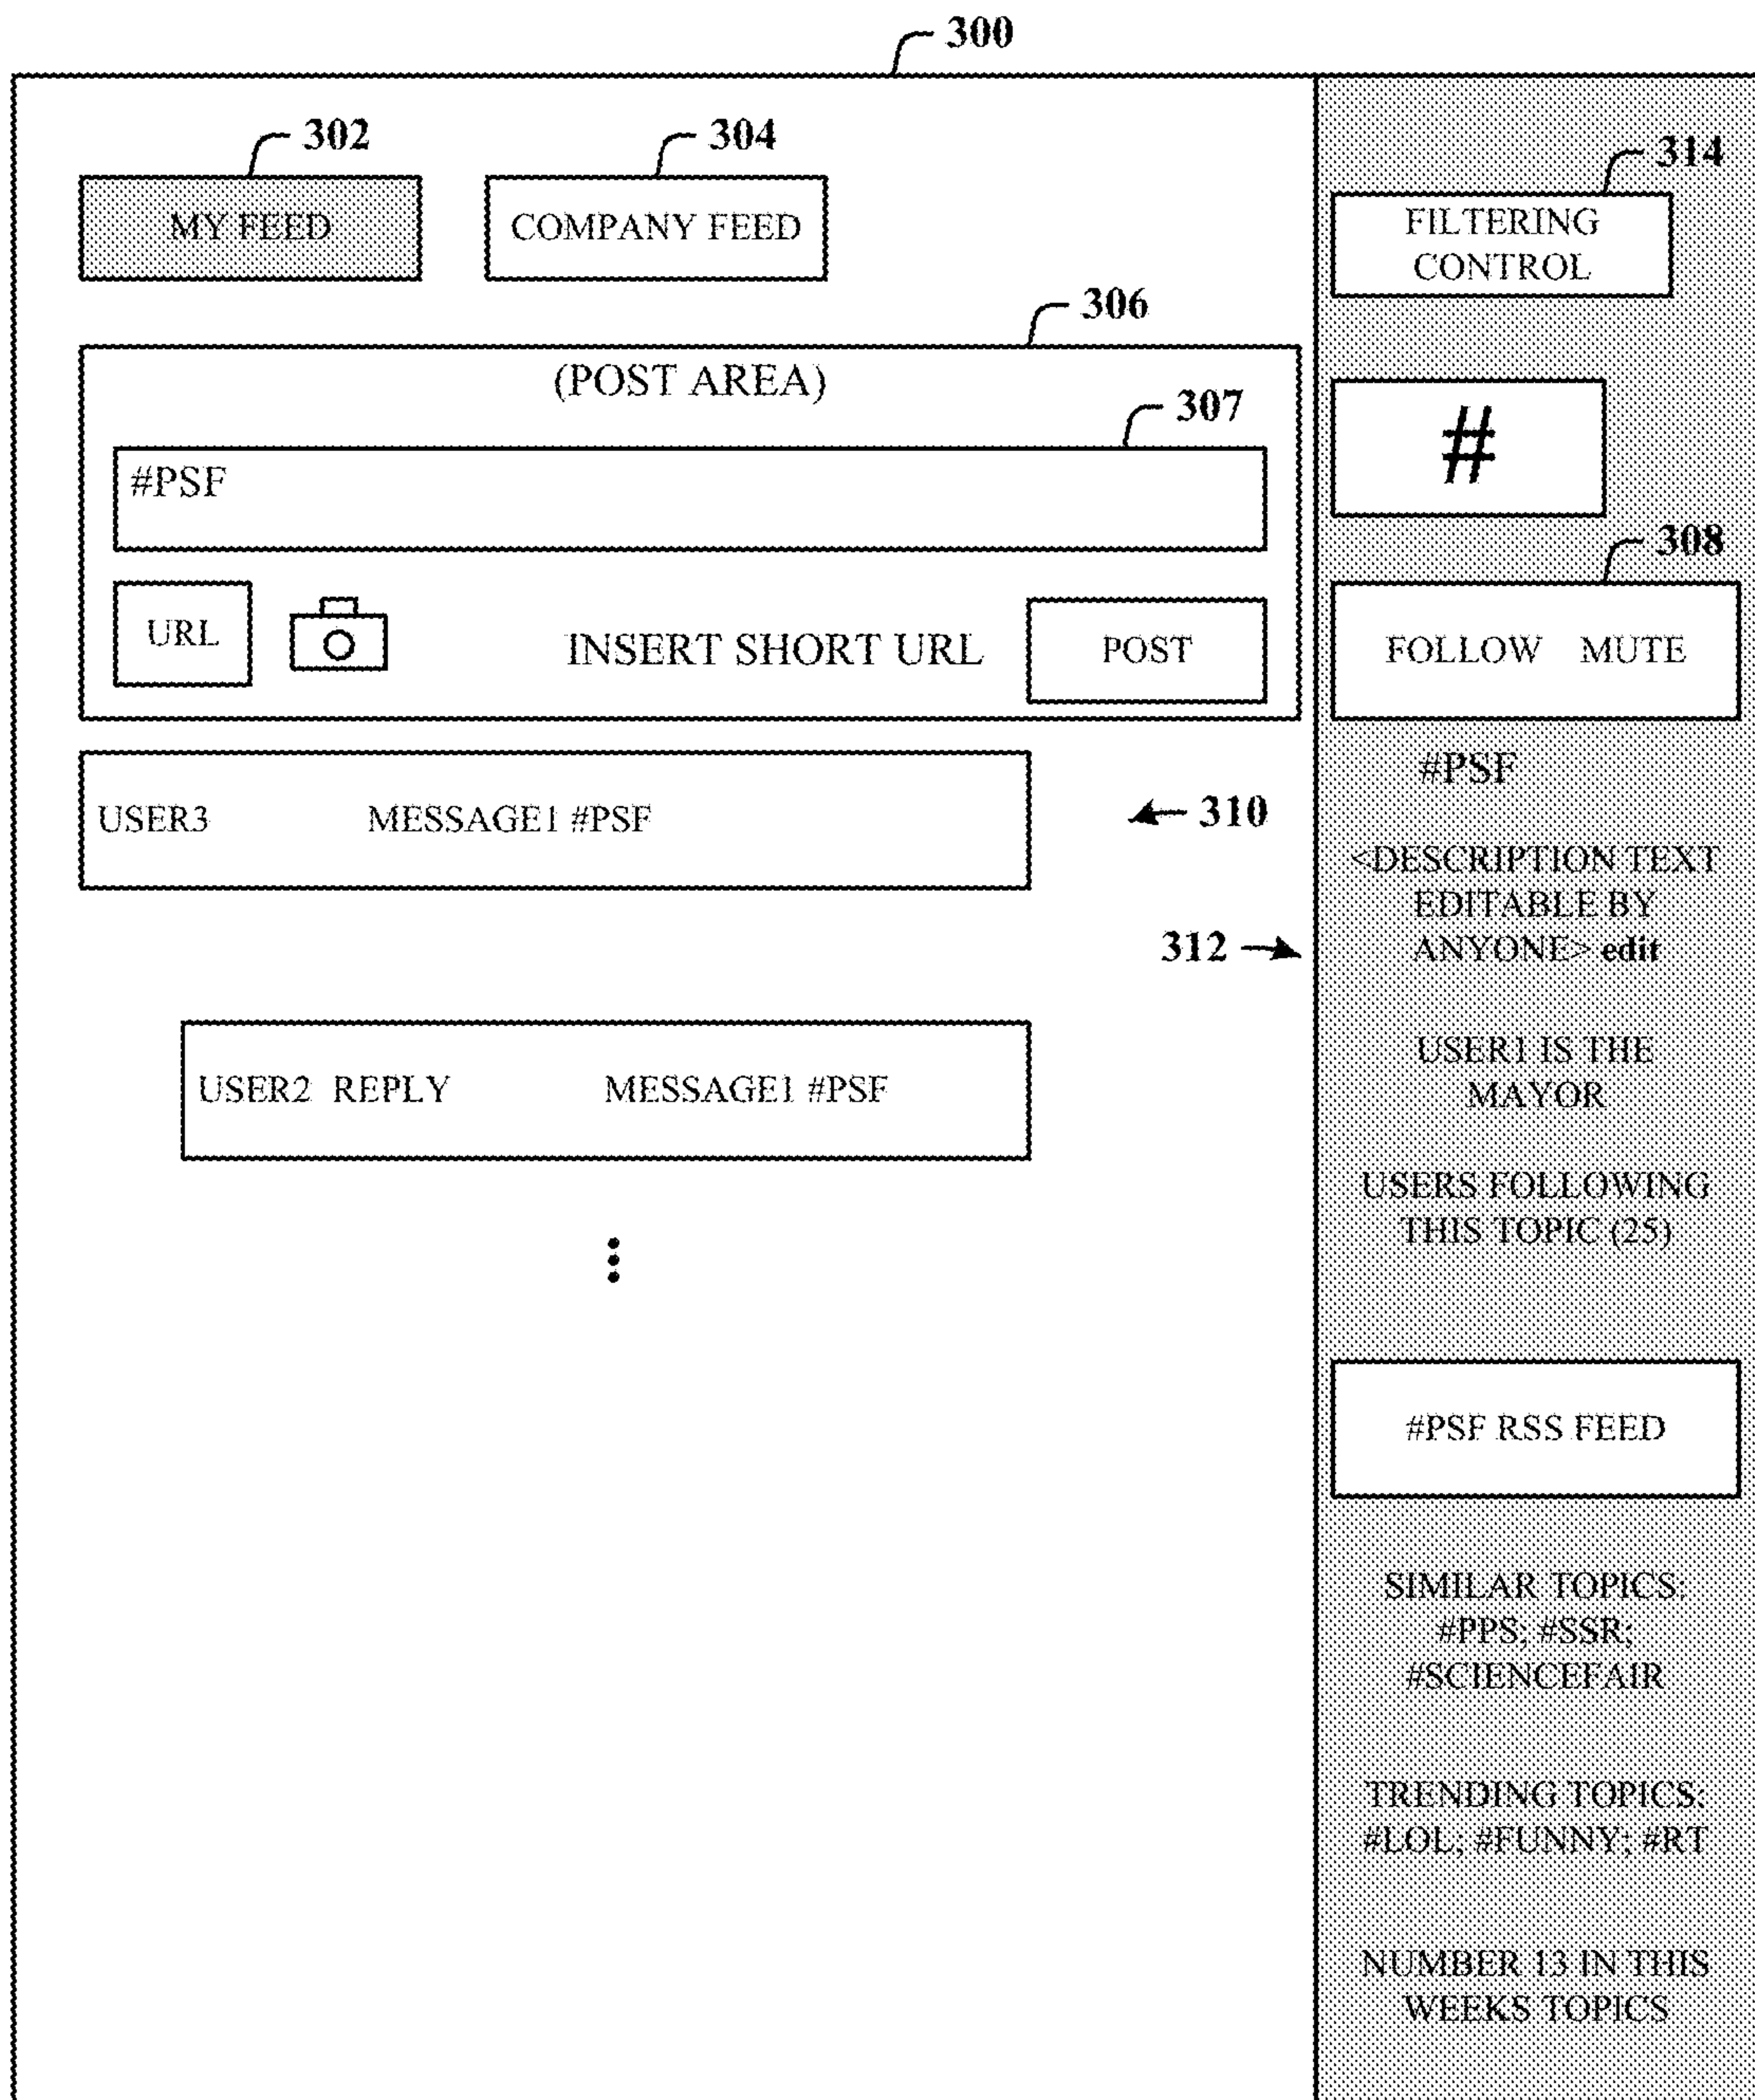 300
302
304
MY FEED
COMPANY FEED
306
(POST AREA)
307
#PSF
URL
INSERT SHORT URL
POST
USER3 MESSAGE1 #PSF
310
312
USER2 REPLY MESSAGE1 #PSF
314
FILTERING
CONTROL
#
308
FOLLOW MUTE
#PSF
<DESCRIPTION TEXT
EDITABLE BY
ANYONE> edit
USER1 IS THE
MAYOR
USERS FOLLOWING
THIS TOPIC (25)
#PSF RSS FEED
SIMILAR TOPICS:
#PPS; #SSR;
#SCIENCEFAIR
TRENDING TOPICS:
#LOL; #FUNNY; #RT
NUMBER 13 IN THIS
WEEKS TOPICS